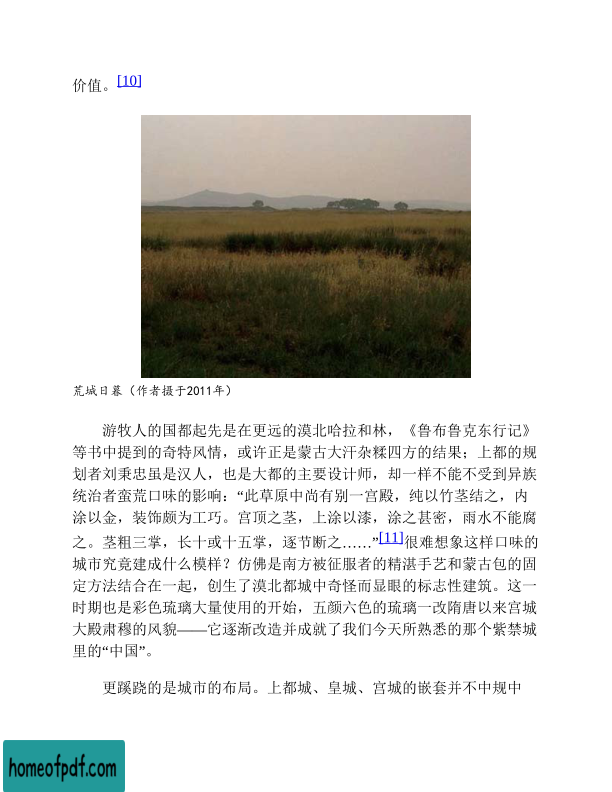 价值。[10]
荒城日暮（作者摄于2011年）
游牧人的国都起先是在更远的漠北哈拉和林，《鲁布鲁克东行记》
等书中提到的奇特风情，或许正是蒙古大汗杂糅四方的结果；上都的规
划者刘秉忠虽是汉人，也是大都的主要设计师，却一样不能不受到异族
统治者蛮荒口味的影响：“此草原中尚有别一宫殿，纯以竹茎结之，内
涂以金，装饰颇为工巧。宫顶之茎，上涂以漆，涂之甚密，雨水不能腐
之。茎粗三掌，长十或十五掌，逐节断之……”[11]很难想象这样口味的
城市究竟建成什么模样？仿佛是南方被征服者的精湛手艺和蒙古包的固
定方法结合在一起，创生了漠北都城中奇怪而显眼的标志性建筑。这一
时期也是彩色琉璃大量使用的开始，五颜六色的琉璃一改隋唐以来宫城
大殿肃穆的风貌——它逐渐改造并成就了我们今天所熟悉的那个紫禁城
里的“中国”。
更蹊跷的是城市的布局。上都城、皇城、宫城的嵌套并不中规中
homeofpdf.com